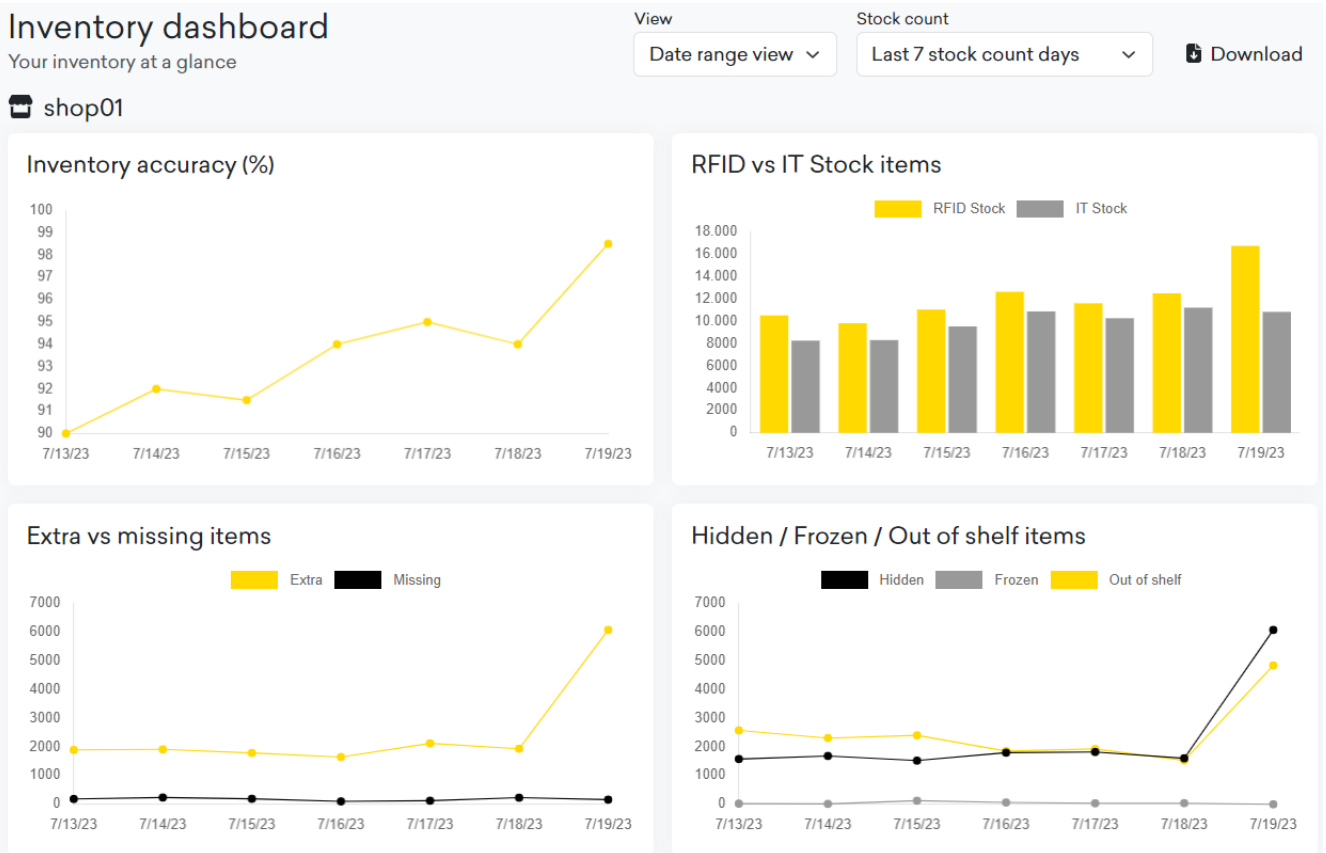 Inventory dashboard
Your inventory at a glance
View
Date range view
Stock count
Last 7 stock count days
Download
shop01
Inventory accuracy (%)
100
99
98
97
96
95
94
93
92
91
90
7/13/23 7/14/23 7/15/23 7/16/23 7/17/23 7/18/23 7/19/23
RFID vs IT Stock items
RFID Stock IT Stock
18.000
16.000
14.000
12.000
10.000
8000
6000
4000
2000
0
7/13/23 7/14/23 7/15/23 7/16/23 7/17/23 7/18/23 7/19/23
Extra vs missing items
Extra Missing
7000
6000
5000
4000
3000
2000
1000
0
7/13/23 7/14/23 7/15/23 7/16/23 7/17/23 7/18/23 7/19/23
Hidden / Frozen / Out of shelf items
Hidden Frozen Out of shelf
7000
6000
5000
4000
3000
2000
1000
0
7/13/23 7/14/23 7/15/23 7/16/23 7/17/23 7/18/23 7/19/23